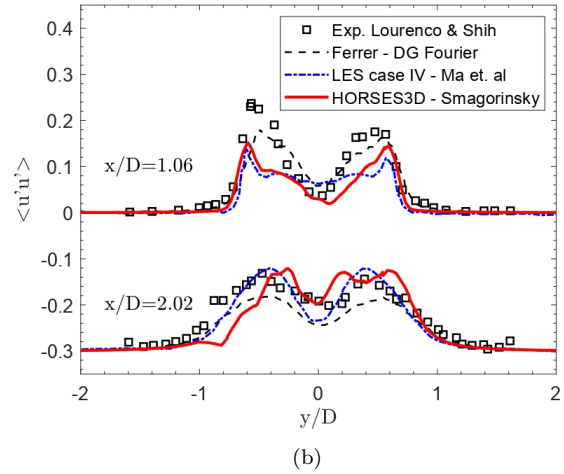 Exp. Lourenco & Shih
Ferrer - DG Fourier
LES case IV - Ma et. al
HORSES3D - Smagorinsky
0.4
0.3
0.2
0.1
0
-0.1
-0.2
-0.3
<u'u'>
x/D=1.06
x/D=2.02
-2
-1
0
1
2
y/D
(b)